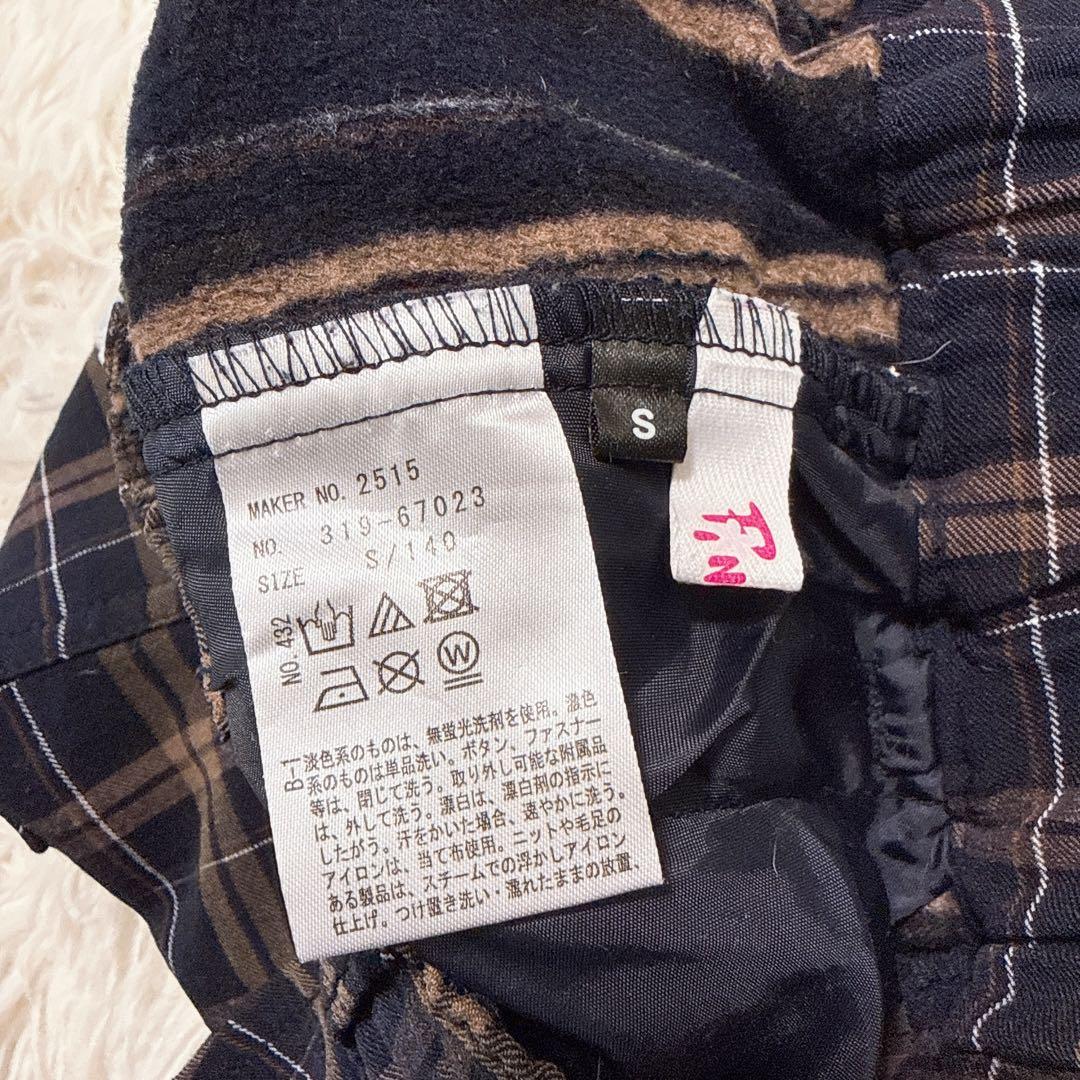 MAKER NO. 2515
NO. 319-67023
SIZE S/140
NO. 432
W
B-1
淡色系のものは、無蛍光洗剤を使用。濃色
系のものは単品洗い。ボタン、ファスナー
等は、閉じて洗う。取り外し可能な附属品
は、外して洗う。漂白は、漂白剤の指示に
したがう。汗をかいた場合、速やかに洗う。
アイロンは、当て布使用。ニットや毛足の
ある製品は、スチームでの浮かしアイロン
仕上げ。つけ置き洗い・濡れたままの放置、
S